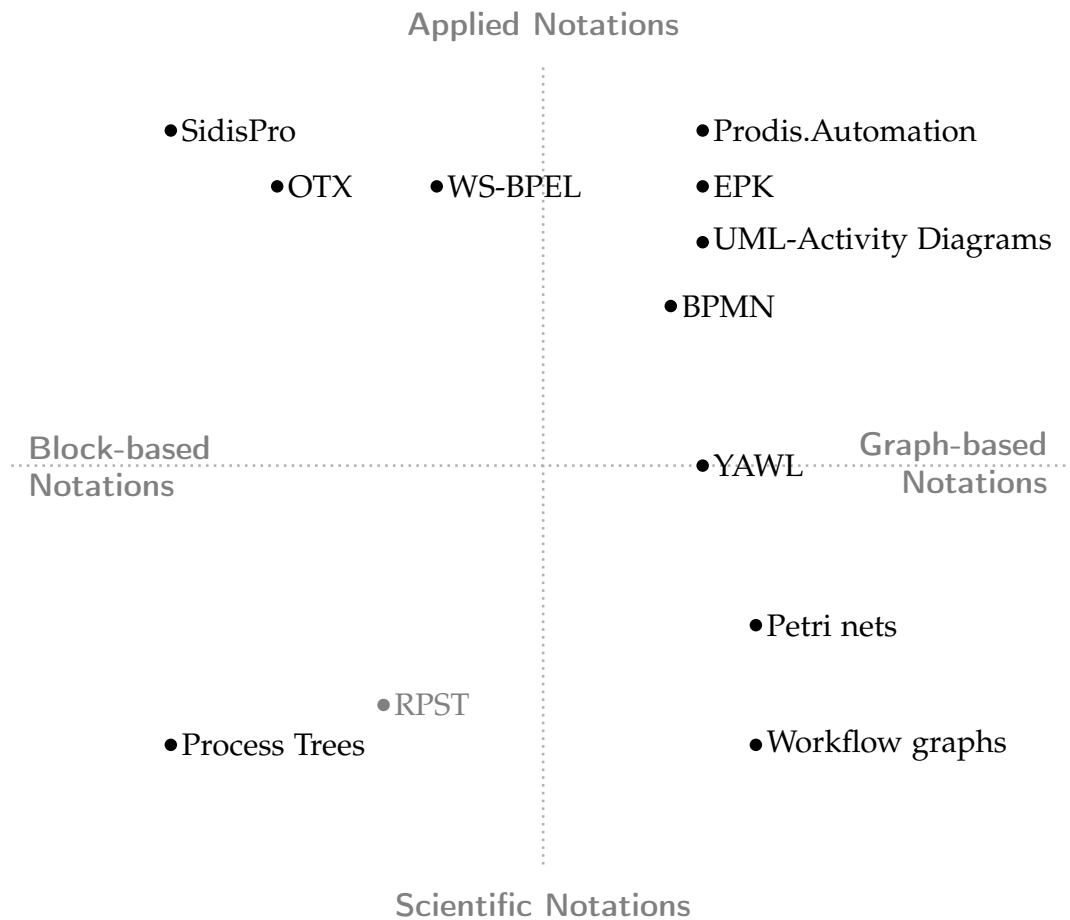 Applied Notations
SidisPro
Prodis.Automation
OTX
WS-BPEL
EPK
UML-Activity Diagrams
BPMN
Block-based
Notations
Graph-based
Notations
YAWL
Petri nets
RPST
Process Trees
Workflow graphs
Scientific Notations